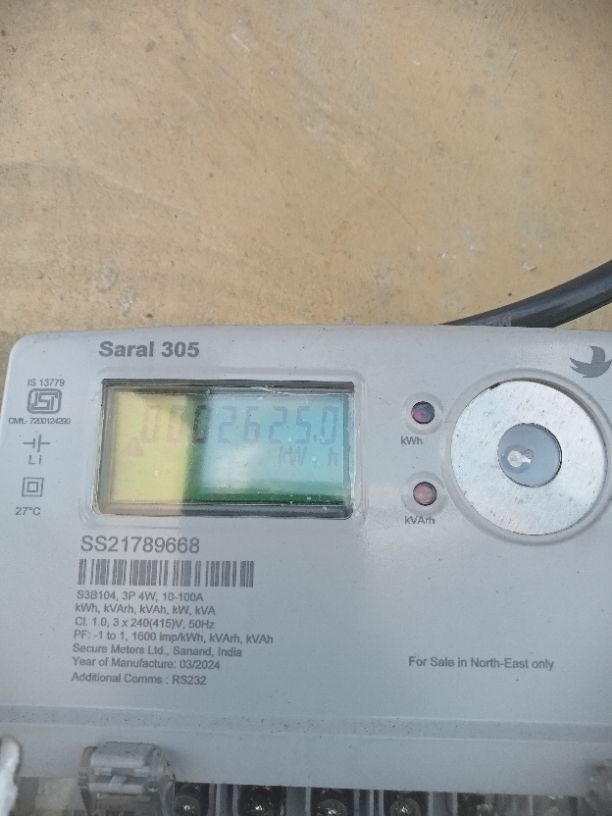 Saral 305
IS 13779
CM/L- 7200124290
0002625.0
kW h
Li
27°C
kWh
kVArh
SS21789668
S3B104, 3P 4W, 10-100A
kWh, kVArh, kVAh, kW, kVA
Cl. 1.0, 3 x 240(415)V, 50Hz
PF: -1 to 1, 1600 imp/kWh, kVArh, kVAh
Secure Meters Ltd., Sanand, India
Year of Manufacture: 03/2024
Additional Comms : RS232
For Sale in North-East only